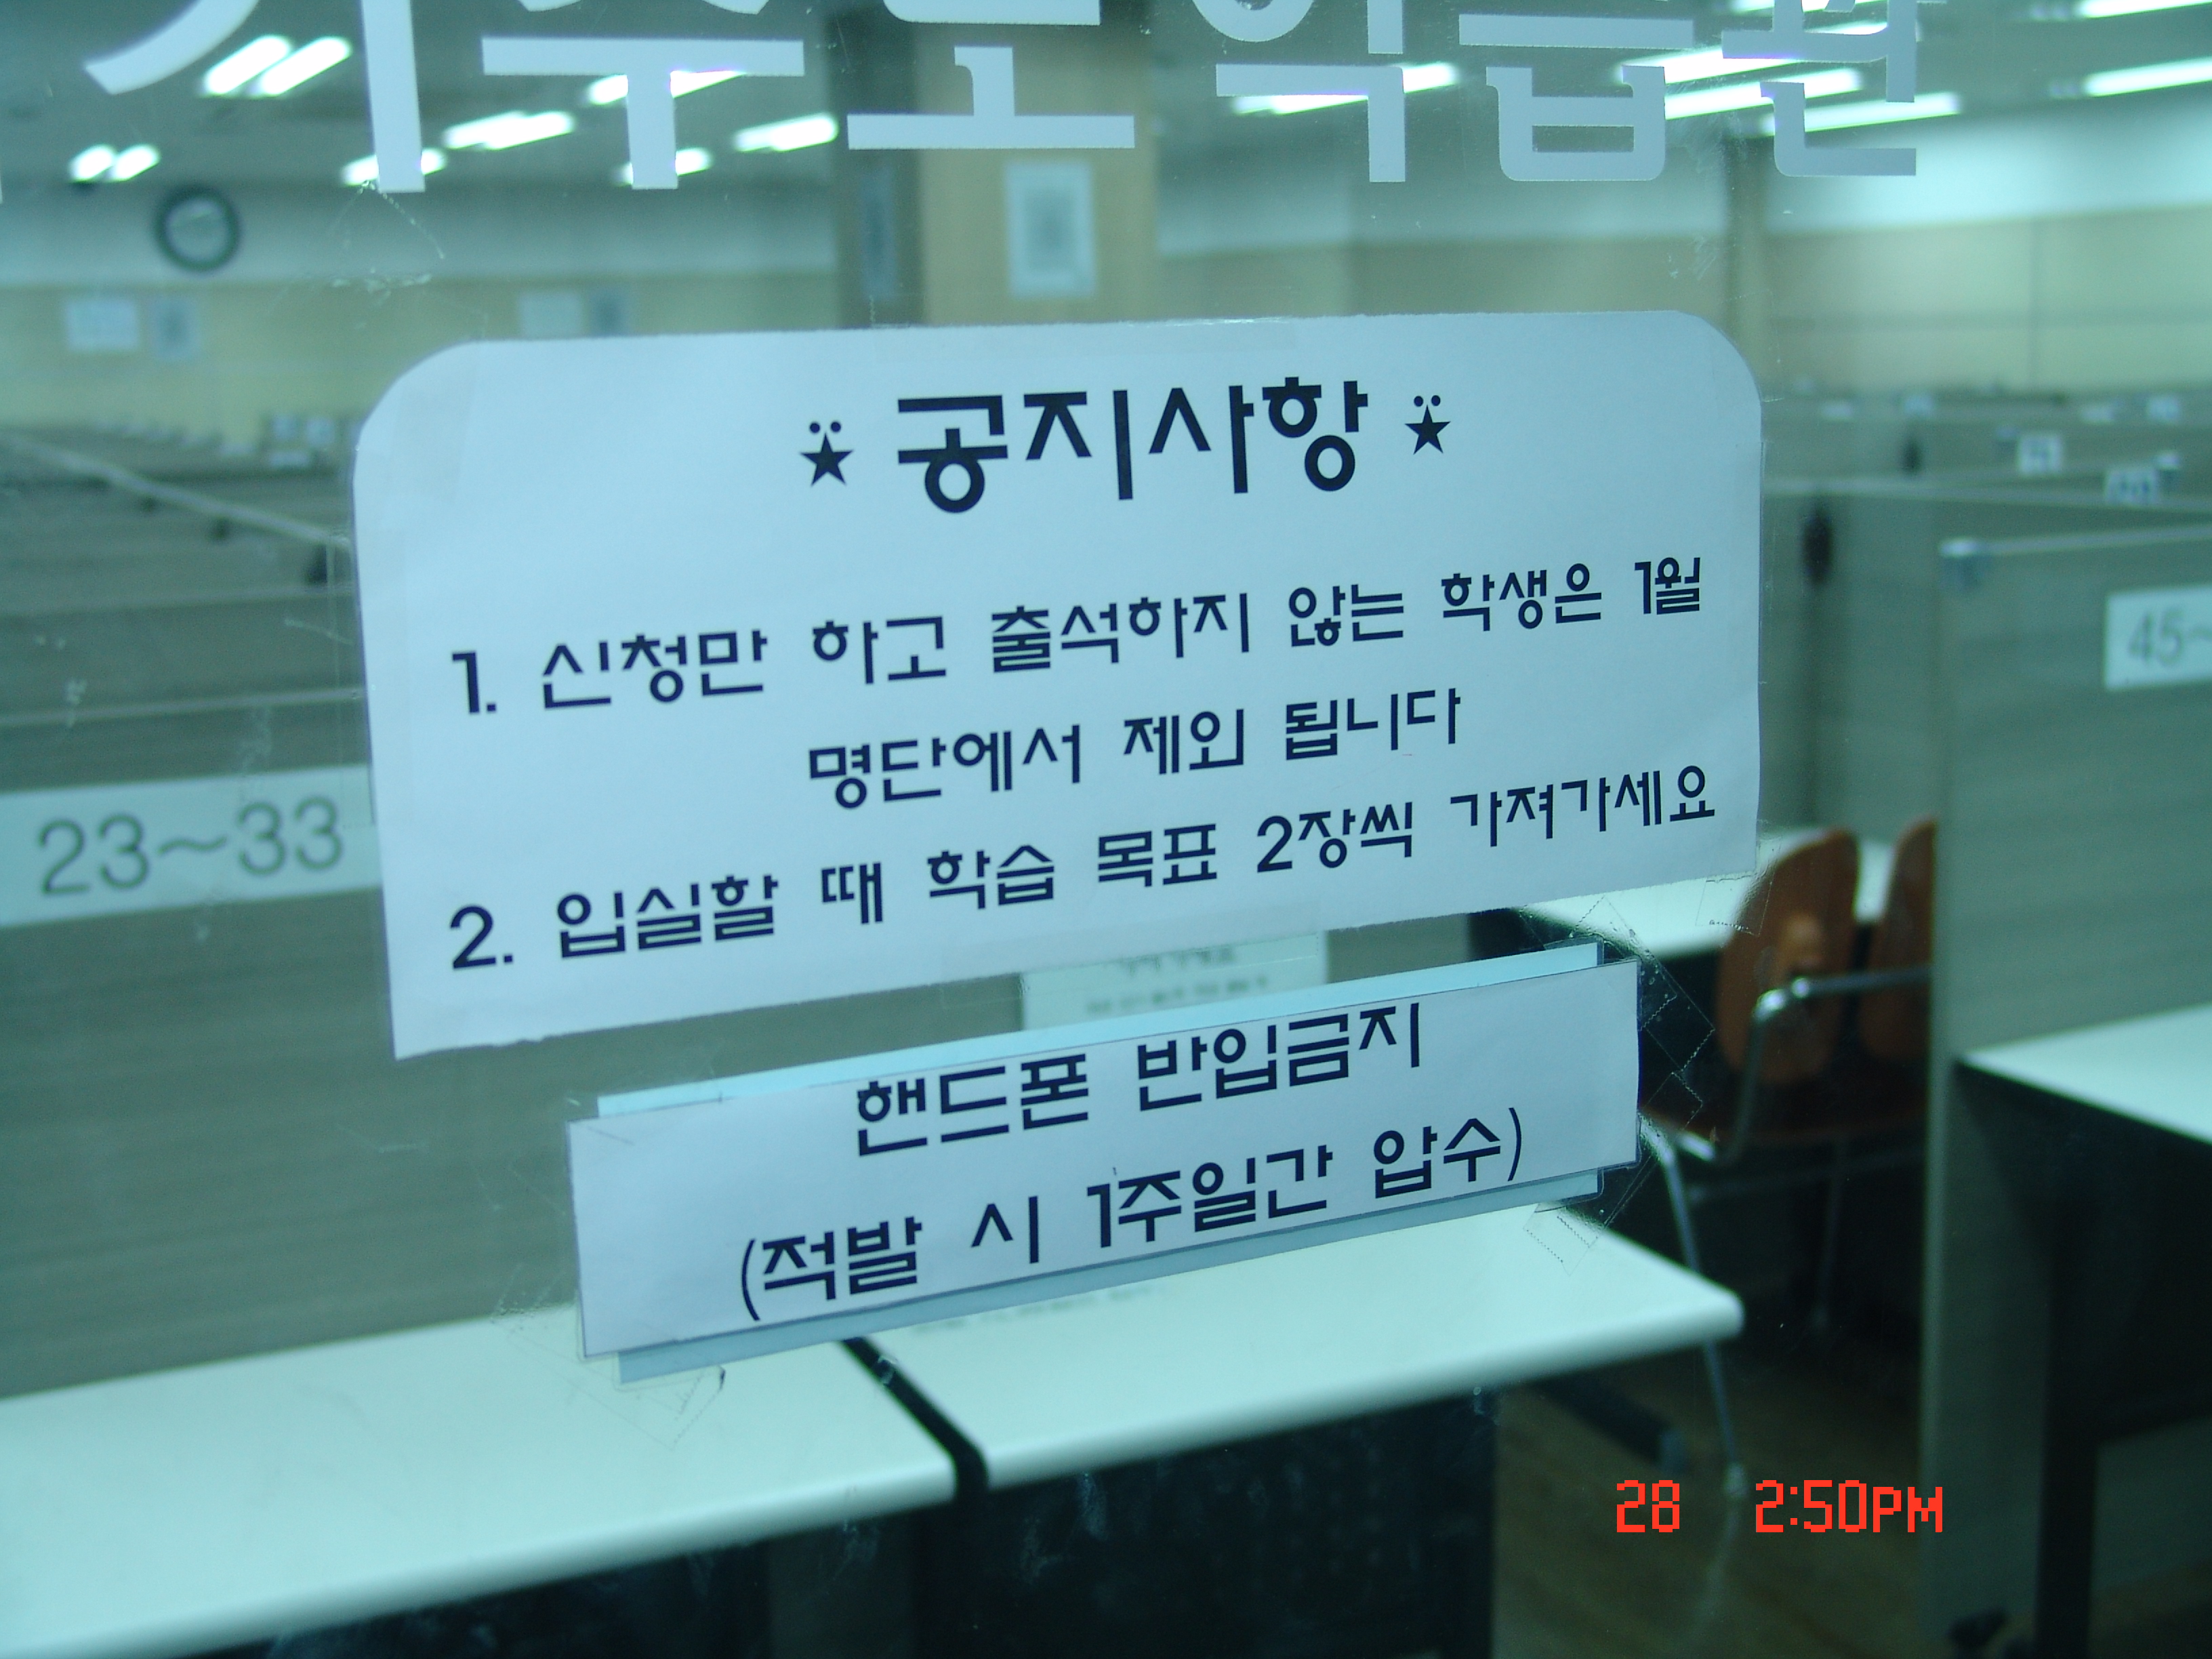 ★ 공지사항 ★
1. 신청만 하고 출석하지 않는 학생은 1월
명단에서 제외 됩니다
2. 입실할 때 학습 목표 2장씩 가져가세요
23~33
45~
핸드폰 반입금지
(적발 시 1주일간 압수)
28 2:50PM